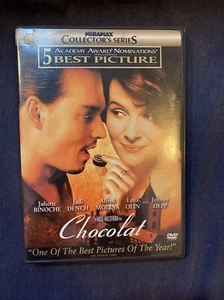 MIRAMAX
COLLECTOR'S SERIES
5 ACADEMY AWARD® NOMINATIONS
BEST PICTURE
Juliette BINOCHE
Judi DENCH
Alfred MOLINA
Lena OLIN
and Johnny DEPP
Chocolat
DVD
"One Of The Best Pictures Of The Year!"